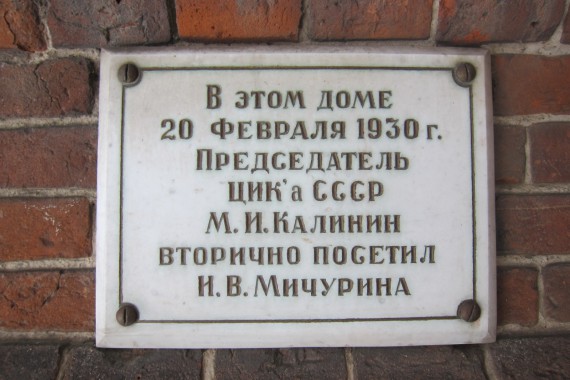 В этом доме
20 февраля 1930 г.
Председатель
ЦИК'а СССР
М. И. Калинин
вторично посетил
И. В. Мичурина